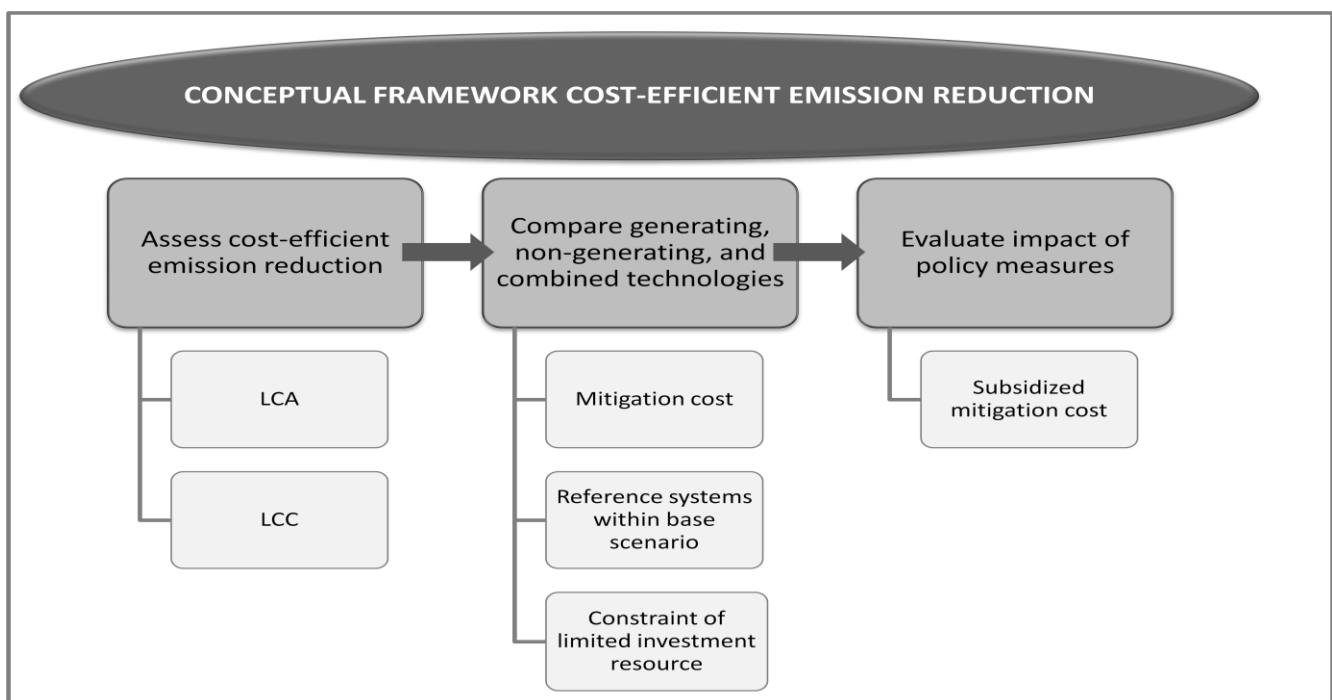 CONCEPTUAL FRAMEWORK COST-EFFICIENT EMISSION REDUCTION
Assess cost-efficient
emission reduction
LCA
LCC
Compare generating,
non-generating, and
combined technologies
Mitigation cost
Reference systems
within base
scenario
Constraint of
limited investment
resource
Evaluate impact of
policy measures
Subsidized
mitigation cost